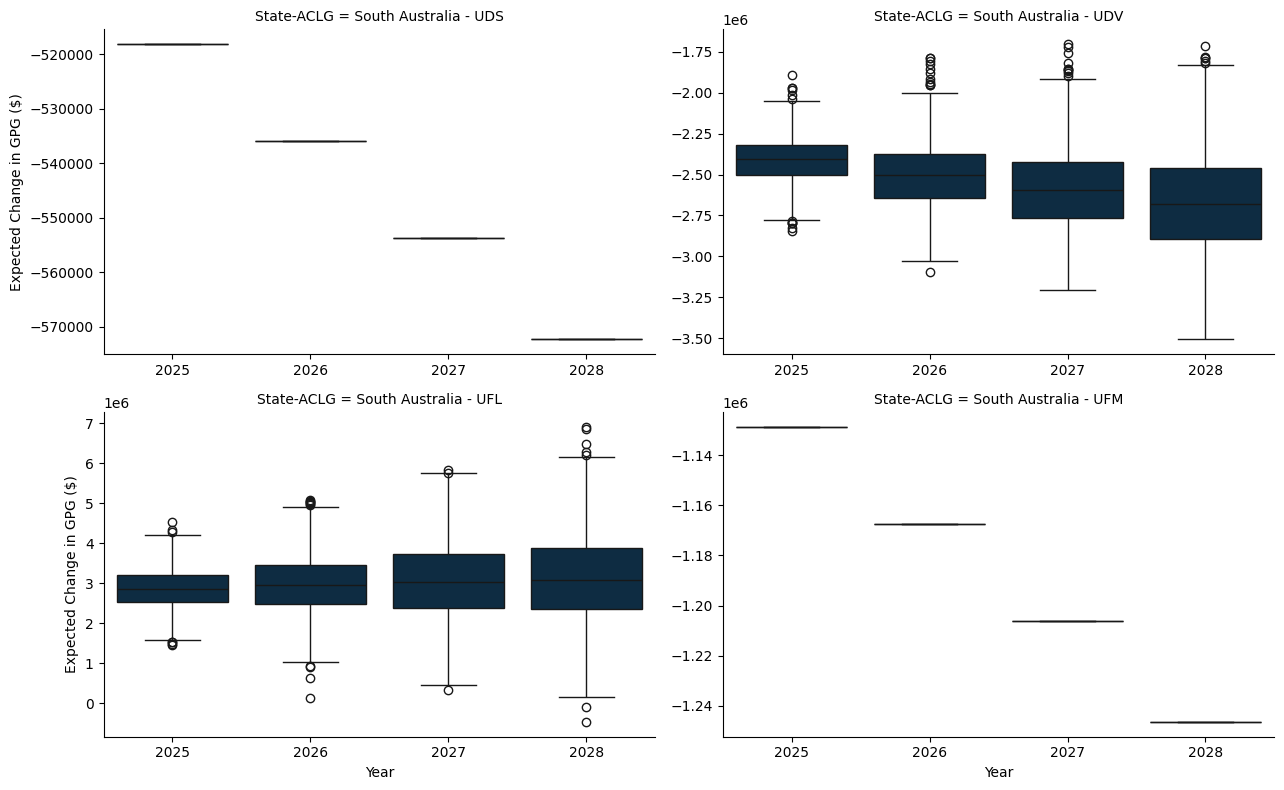 State-ACLG = South Australia - UDS
Expected Change in GPG ($)
−520000
−530000
−540000
−550000
−560000
−570000
2025 2026 2027 2028
State-ACLG = South Australia - UDV
1e6
−1.75
−2.00
−2.25
−2.50
−2.75
−3.00
−3.25
−3.50
2025 2026 2027 2028
State-ACLG = South Australia - UFL
1e6
Expected Change in GPG ($)
7
6
5
4
3
2
1
0
2025 2026 2027 2028
Year
State-ACLG = South Australia - UFM
1e6
−1.14
−1.16
−1.18
−1.20
−1.22
−1.24
2025 2026 2027 2028
Year